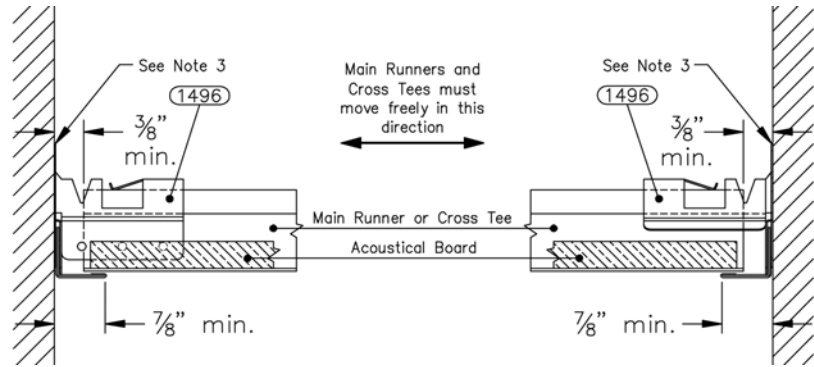 See Note 3
1496
3/8"
min.
Main Runners and
Cross Tees must
move freely in this
direction
See Note 3
1496
3/8"
min.
Main Runner or Cross Tee
Acoustical Board
7/8" min.
7/8" min.